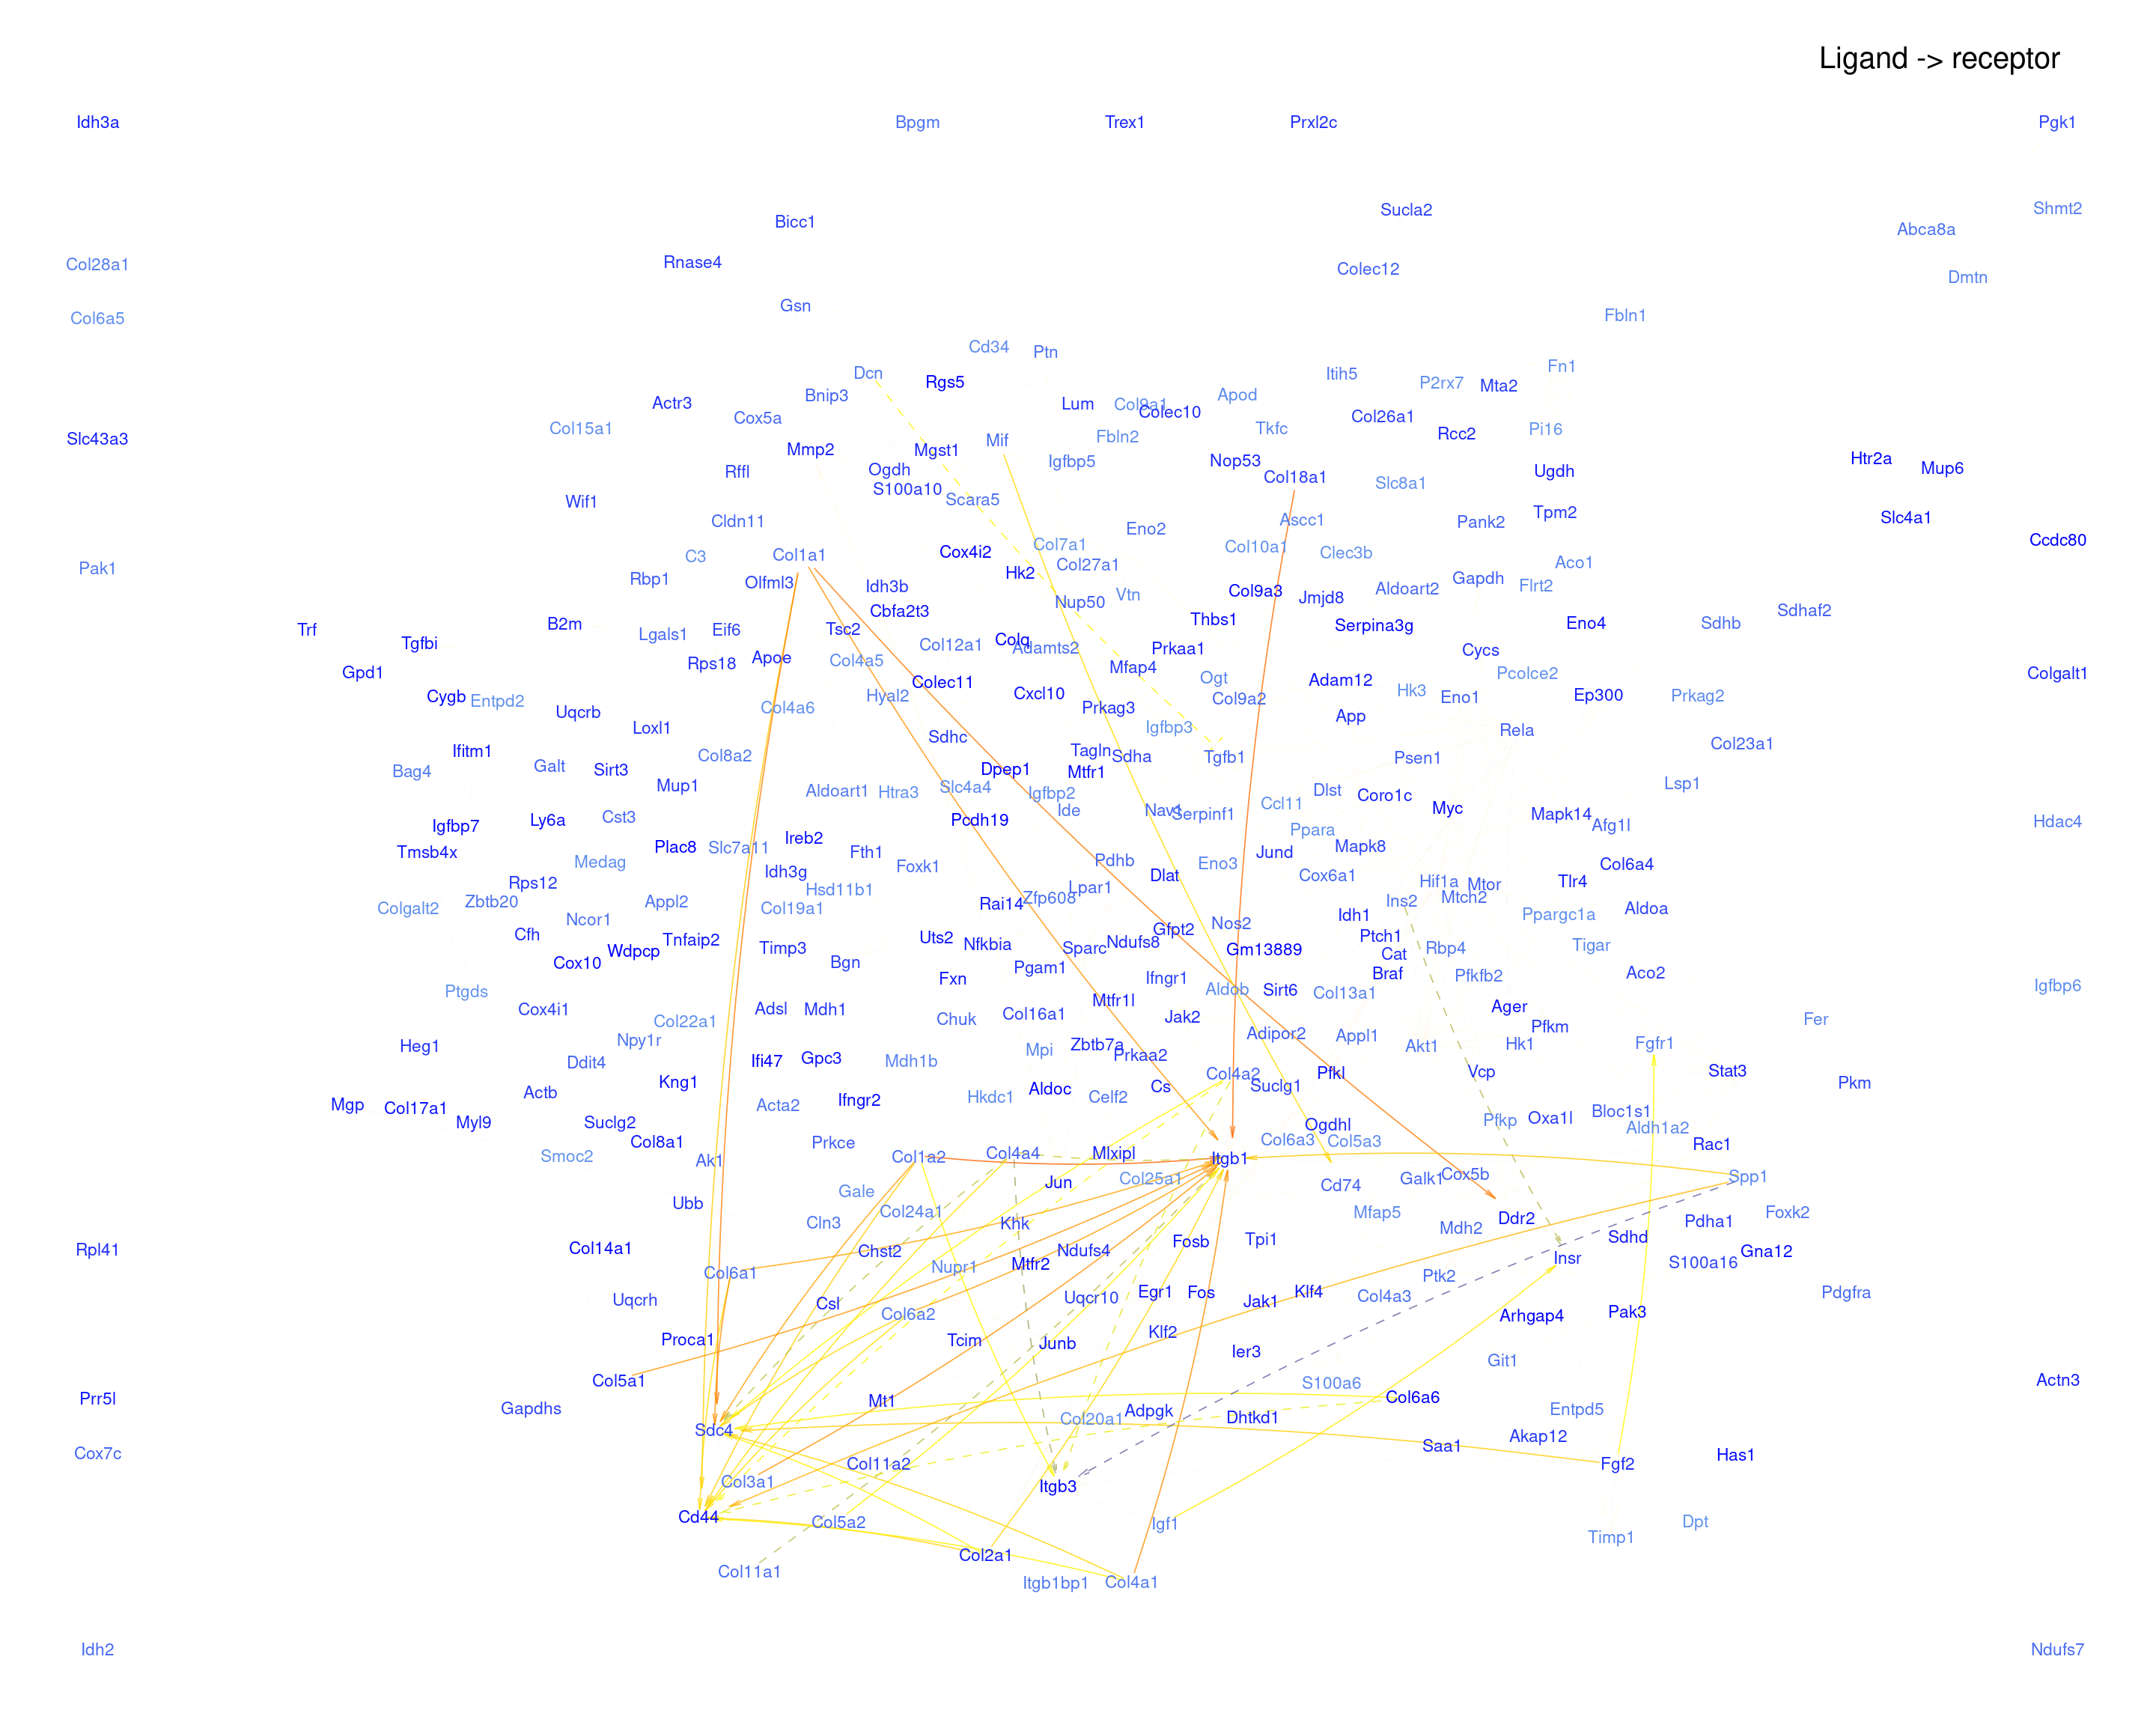 Ligand -> receptor
Idh3a
Bpgm
Trex1
Prxl2c
Pgk1
Sucla2
Shmt2
Bicc1
Abca8a
Rnase4
Col28a1
Colec12
Dmtn
Gsn
Fbln1
Col6a5
Cd34
Ptn
Fn1
Dcn
Itih5
Rgs5
P2rx7
Mta2
Bnip3
Apod
Actr3
Lum
Col9a1
Colec10
Cox5a
Col26a1
Col15a1
Pi16
Rcc2
Fbln2
Slc43a3
Mif
Mmp2
Mgst1
Tkfc
Igfbp5
Nop53
Htr2a
Mup6
Rffl
Ogdh
Ugdh
Col18a1
Slc8a1
S100a10
Scara5
Wif1
Tpm2
Slc4a1
Cldn11
Ascc1
Pank2
Eno2
Ccdc80
Col7a1
Col10a1
Cox4i2
Clec3b
C3
Col1a1
Col27a1
Aco1
Pak1
Hk2
Rbp1
Olfml3
Gapdh
Idh3b
Flrt2
Aldoart2
Col9a3
Vtn
Jmjd8
Nup50
Cbfa2t3
Sdhaf2
Thbs1
B2m
Serpina3g
Eno4
Sdhb
Trf
Eif6
Tsc2
Lgals1
Tgfbi
Colq
Col12a1
Adamts2
Prkaa1
Cycs
Apoe
Rps18
Col4a5
Mfap4
Gpd1
Pcolce2
Colgalt1
Ogt
Colec11
Adam12
Hk3
Cxcl10
Cygb
Hyal2
Eno1
Ep300
Prkag2
Entpd2
Col9a2
Col4a6
Prkag3
Uqcrb
App
Loxl1
Igfbp3
Rela
Sdhc
Col23a1
Ifitm1
Tagln
Sdha
Col8a2
Tgfb1
Psen1
Bag4
Galt
Sirt3
Dpep1
Mtfr1
Mup1
Lsp1
Aldoart1
Htra3
Slc4a4
Igfbp2
Dlst
Coro1c
Ccl11
Ide
Nav1
Serpinf1
Myc
Cst3
Ly6a
Pcdh19
Mapk14
Hdac4
Igfbp7
Afg1l
Ppara
Ireb2
Plac8
Slc7a11
Mapk8
Tmsb4x
Fth1
Jund
Medag
Foxk1
Pdhb
Eno3
Col6a4
Idh3g
Dlat
Cox6a1
Rps12
Hif1a
Mtor
Tlr4
Hsd11b1
Lpar1
Zfp608
Mtch2
Zbtb20
Appl2
Rai14
Ins2
Colgalt2
Col19a1
Idh1
Ppargc1a
Aldoa
Ncor1
Nos2
Gfpt2
Cfh
Tnfaip2
Uts2
Nfkbia
Ptch1
Ndufs8
Wdpcp
Timp3
Sparc
Gm13889
Rbp4
Tigar
Cat
Cox10
Bgn
Pgam1
Braf
Aco2
Fxn
Ifngr1
Pfkfb2
Igfbp6
Ptgds
Aldob
Sirt6
Col13a1
Mtfr1l
Cox4i1
Adsl
Mdh1
Ager
Col16a1
Jak2
Col22a1
Chuk
Fer
Pfkm
Adipor2
Appl1
Npy1r
Heg1
Zbtb7a
Akt1
Hk1
Fgfr1
Mpi
Prkaa2
Ddit4
Ifi47
Gpc3
Mdh1b
Col4a2
Pfkl
Vcp
Stat3
Kng1
Aldoc
Cs
Suclg1
Pkm
Actb
Hkdc1
Celf2
Mgp
Col17a1
Acta2
Ifngr2
Bloc1s1
Myl9
Suclg2
Pfkp
Oxa1l
Ogdhl
Aldh1a2
Col8a1
Prkce
Col6a3
Col5a3
Rac1
Smoc2
Ak1
Col1a2
Col4a4
Mlxipl
Itgb1
Cox5b
Spp1
Jun
Col25a1
Galk1
Cd74
Gale
Ubb
Col24a1
Mfap5
Foxk2
Cln3
Khk
Ddr2
Pdha1
Mdh2
Rpl41
Col14a1
Chst2
Ndufs4
Fosb
Tpi1
Sdhd
Gna12
Col6a1
Nupr1
Mtfr2
Insr
S100a16
Ptk2
Uqcrh
Csl
Uqcr10
Egr1
Fos
Jak1
Klf4
Col4a3
Pdgfra
Col6a2
Arhgap4
Pak3
Proca1
Tcim
Junb
Klf2
Ier3
Git1
Col5a1
S100a6
Actn3
Prr5l
Mt1
Col6a6
Gapdhs
Adpgk
Entpd5
Col20a1
Dhtkd1
Sdc4
Akap12
Saa1
Cox7c
Has1
Col11a2
Fgf2
Col3a1
Itgb3
Cd44
Col5a2
Igf1
Dpt
Timp1
Col2a1
Col11a1
Itgb1bp1
Col4a1
Idh2
Ndufs7